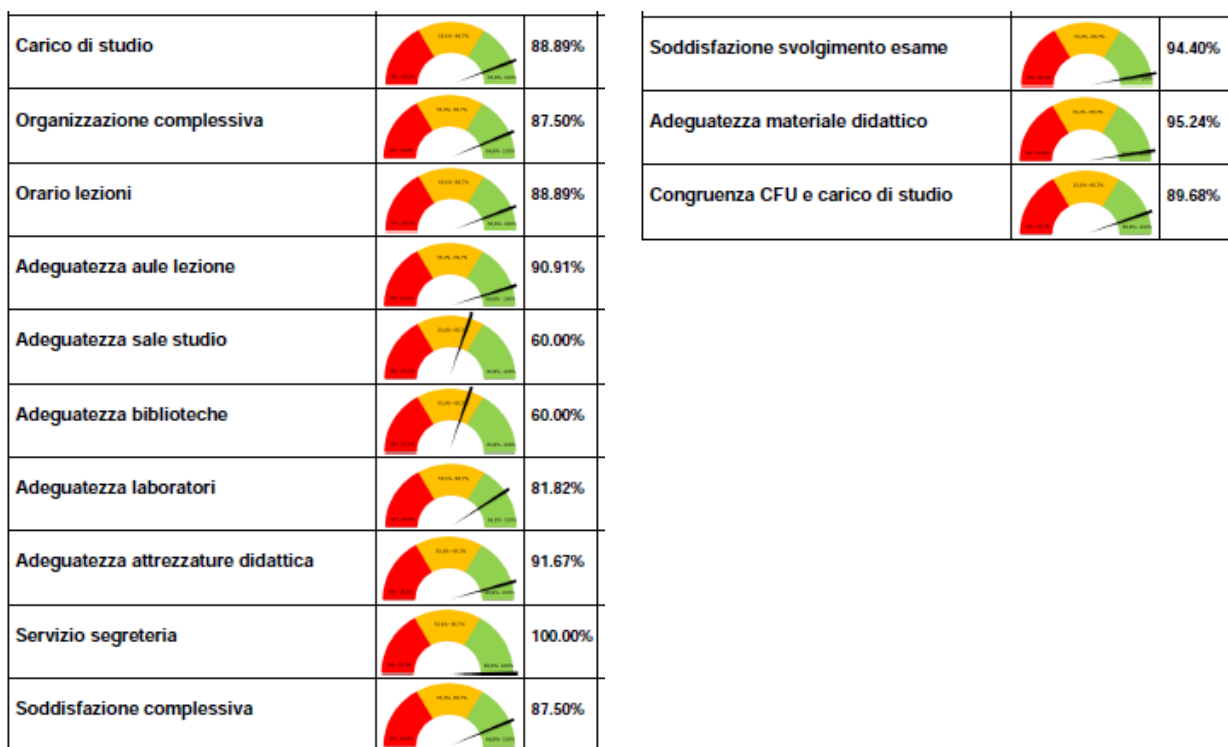 Carico di studio 88.89%
Organizzazione complessiva 87.50%
Orario lezioni 88.89%
Adeguatezza aule lezione 90.91%
Adeguatezza sale studio 60.00%
Adeguatezza biblioteche 60.00%
Adeguatezza laboratori 81.82%
Adeguatezza attrezzature didattica 91.67%
Servizio segreteria 100.00%
Soddisfazione complessiva 87.50%
Soddisfazione svolgimento esame 94.40%
Adeguatezza materiale didattico 95.24%
Congruenza CFU e carico di studio 89.68%